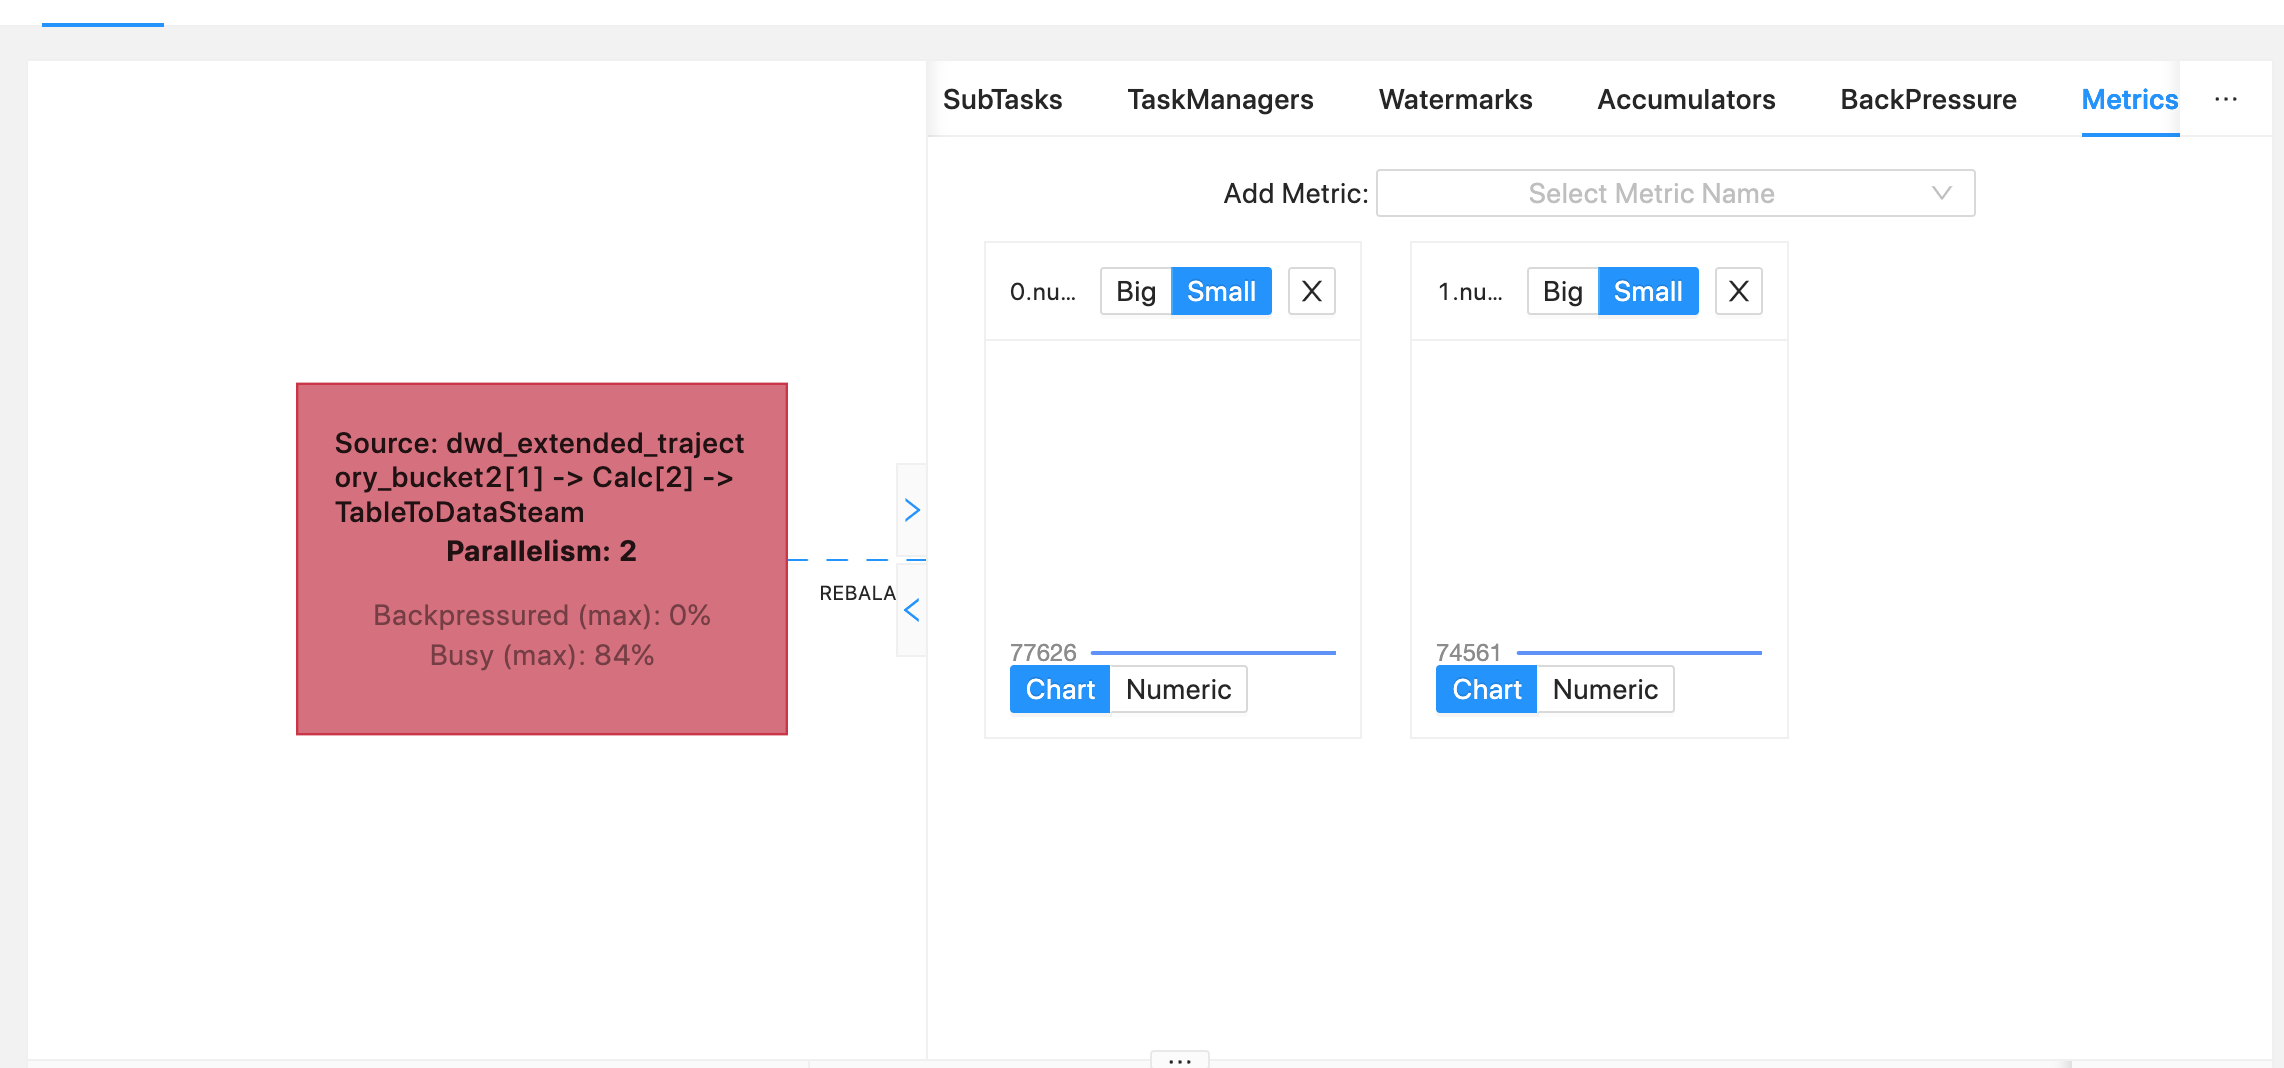 SubTasks
TaskManagers
Watermarks
Accumulators
BackPressure
Metrics
...
Add Metric:
Select Metric Name
0.nu...
Big
Small
X
1.nu...
Big
Small
X
Source: dwd_extended_traject
ory_bucket2[1] -> Calc[2] ->
TableToDataSteam
Parallelism: 2
Backpressured (max): 0%
Busy (max): 84%
REBALA
77626
Chart
Numeric
74561
Chart
Numeric
...